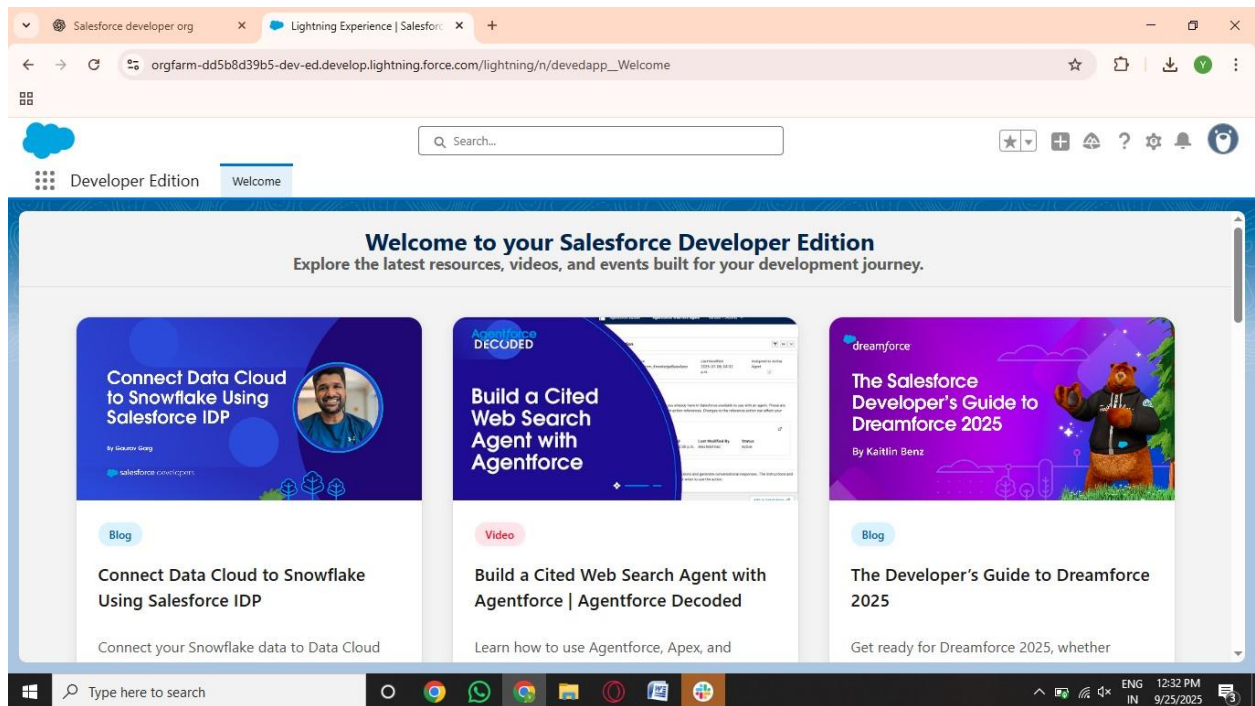 Salesforce developer org
Lightning Experience | Salesforc
orgfarm-dd5b8d39b5-dev-ed.develop.lightning.force.com/lightning/n/devedapp__Welcome
Y
Search...
Developer Edition
Welcome
Welcome to your Salesforce Developer Edition
Explore the latest resources, videos, and events built for your development journey.
Connect Data Cloud
to Snowflake Using
Salesforce IDP
By Gaurav Garg
salesforce developers
Blog
Connect Data Cloud to Snowflake
Using Salesforce IDP
Connect your Snowflake data to Data Cloud
Agentforce
DECODED
Build a Cited
Web Search
Agent with
Agentforce
Video
Build a Cited Web Search Agent with
Agentforce | Agentforce Decoded
Learn how to use Agentforce, Apex, and
dreamforce
The Salesforce
Developer's Guide to
Dreamforce 2025
By Kaitlin Benz
Blog
The Developer's Guide to Dreamforce
2025
Get ready for Dreamforce 2025, whether
Type here to search
ENG
IN
12:32 PM
9/25/2025
3